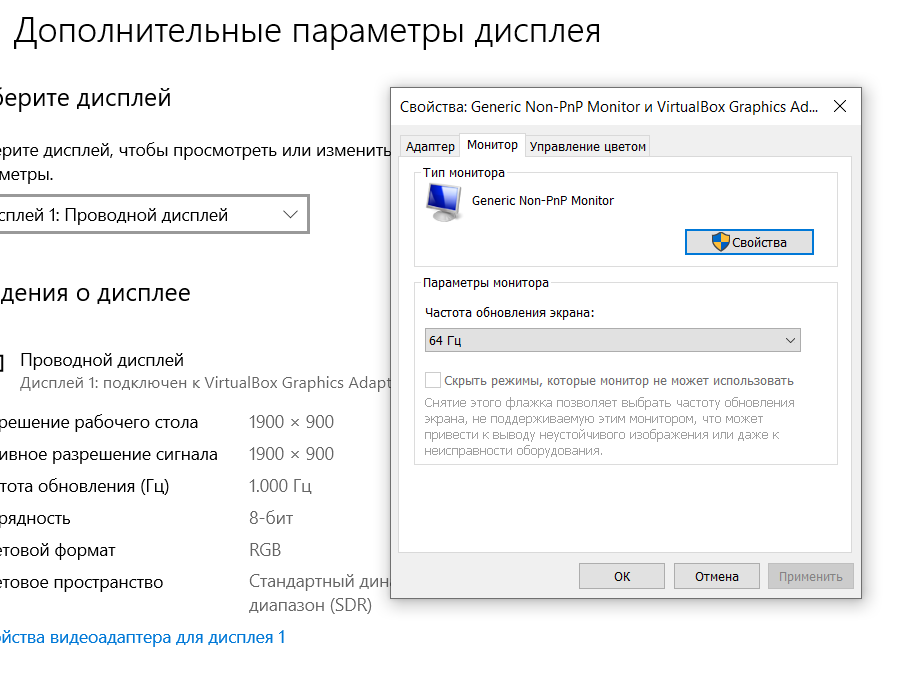 Дополнительные параметры дисплея
берите дисплей
ерите дисплей, чтобы просмотреть или изменить
метры.
сплей 1: Проводной дисплей
дения о дисплее
Проводной дисплей
Дисплей 1: подключен к VirtualBox Graphics Adapt
решение рабочего стола 1900 × 900
ивное разрешение сигнала 1900 × 900
тота обновления (Гц) 1.000 Гц
рядность 8-бит
етовой формат RGB
етовое пространство Стандартный дина
диапазон (SDR)
йства видеоадаптера для дисплея 1
Свойства: Generic Non-PnP Monitor и VirtualBox Graphics Ad...
Адаптер Монитор Управление цветом
Тип монитора
Generic Non-PnP Monitor
Свойства
Параметры монитора
Частота обновления экрана:
64 Гц
Скрыть режимы, которые монитор не может использовать
Снятие этого флажка позволяет выбрать частоту обновления
экрана, не поддерживаемую этим монитором, что может
привести к выводу неустойчивого изображения или даже к
неисправности оборудования.
ОК Отмена Применить